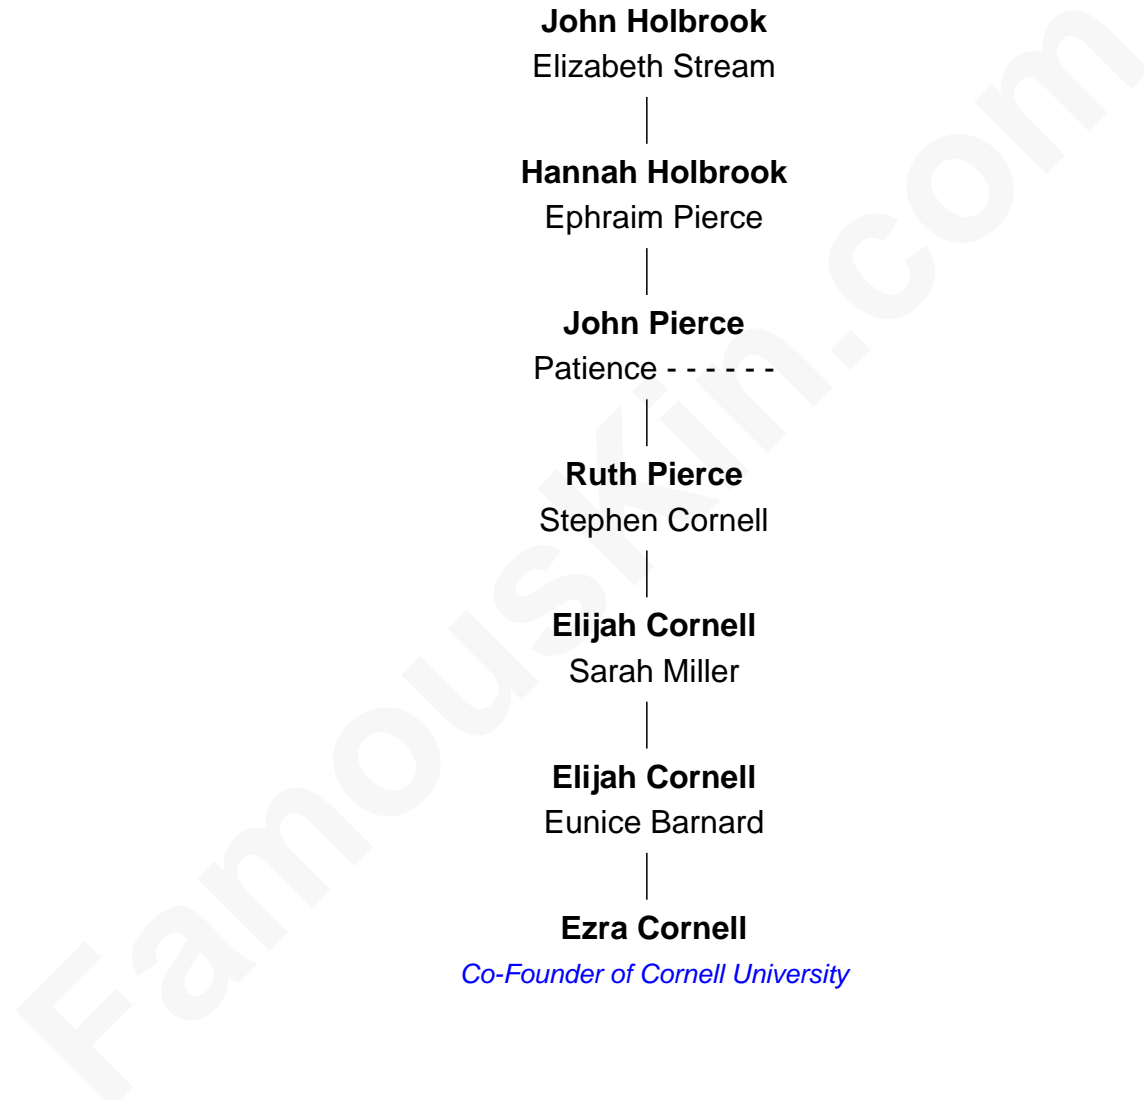 John Holbrook
Elizabeth Stream
Hannah Holbrook
Ephraim Pierce
John Pierce
Patience - - - - - -
Ruth Pierce
Stephen Cornell
Elijah Cornell
Sarah Miller
Elijah Cornell
Eunice Barnard
Ezra Cornell
Co-Founder of Cornell University
FamousKin.com